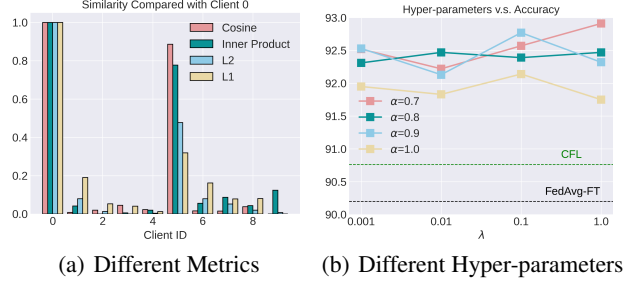 Similarity Compared with Client 0
1.0
0.8
0.6
0.4
0.2
0.0
Cosine
Inner Product
L2
L1
0 2 4 6 8
Client ID
(a) Different Metrics
Hyper-parameters v.s. Accuracy
93.0
92.5
92.0
91.5
91.0
90.5
90.0
α=0.7
α=0.8
α=0.9
α=1.0
CFL
FedAvg-FT
0.001 0.01 0.1 1.0
λ
(b) Different Hyper-parameters